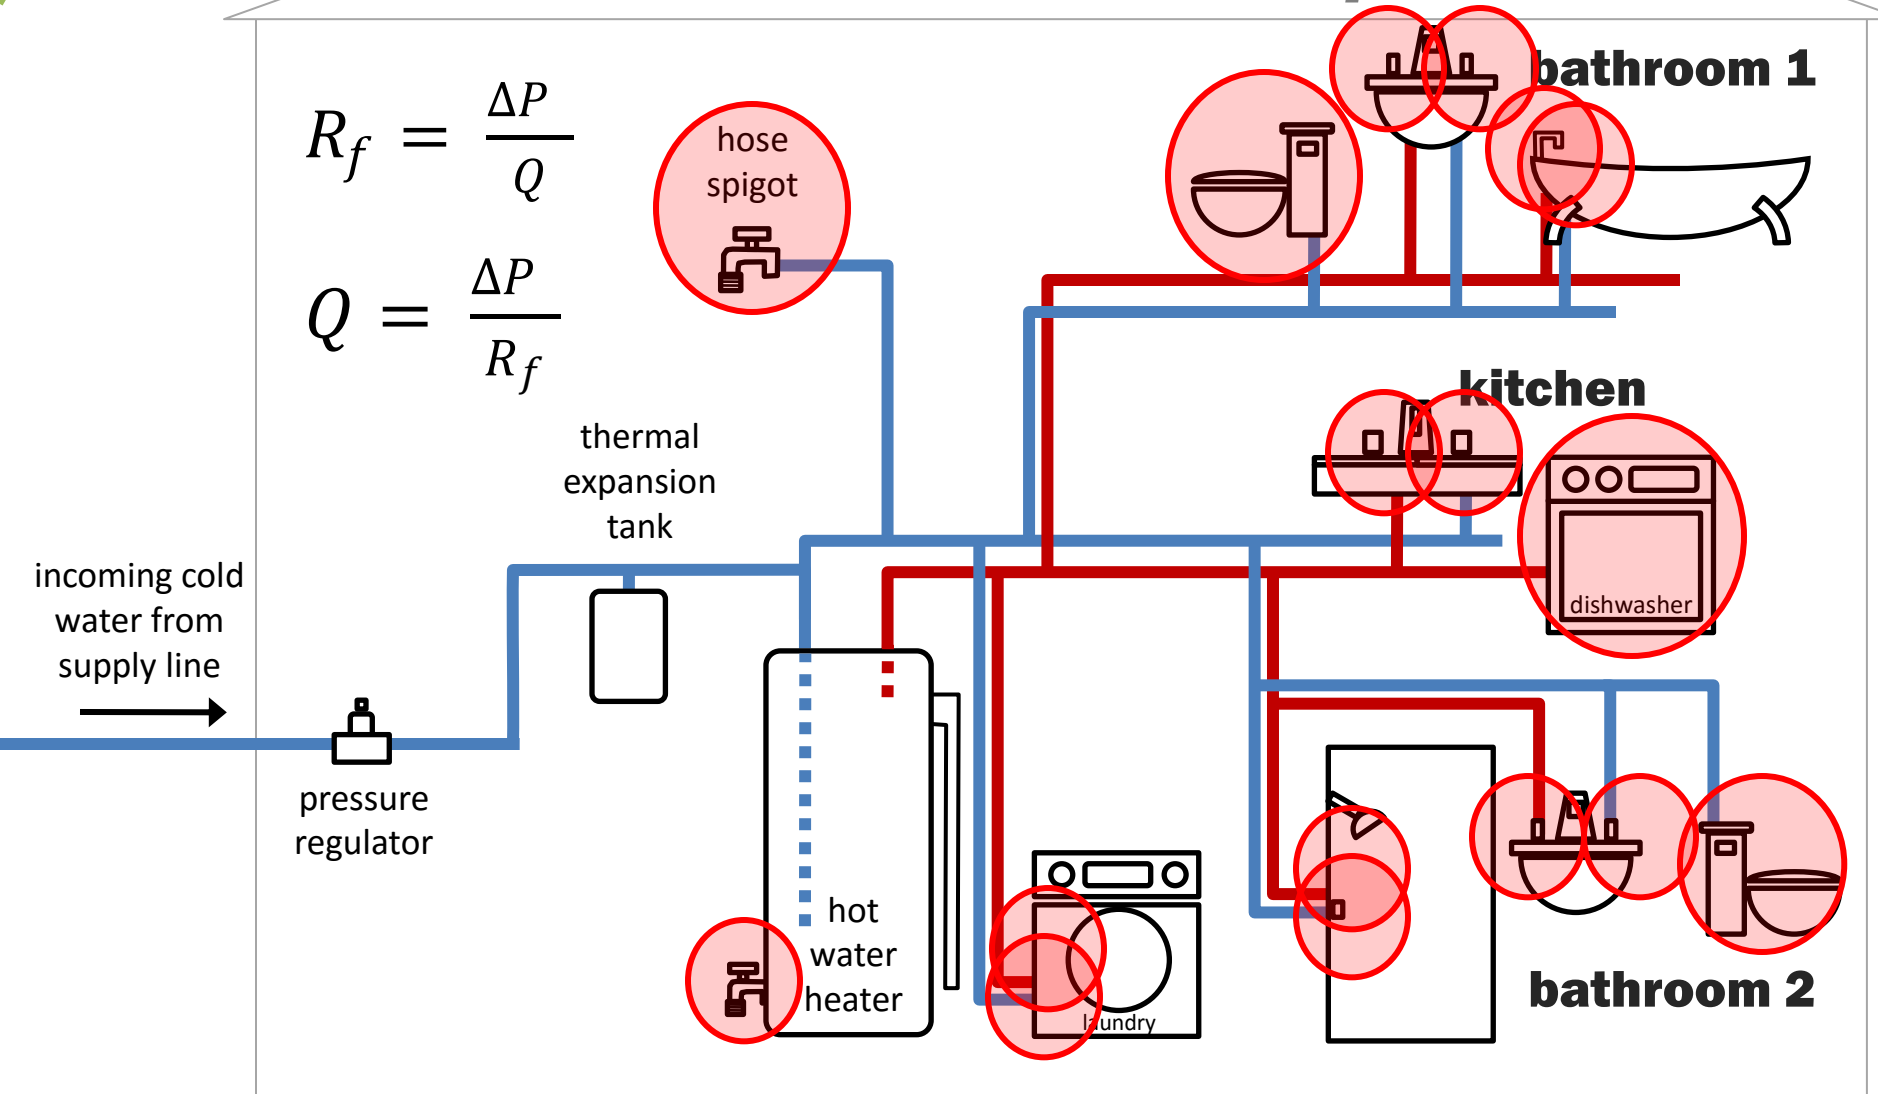 R_f = ΔP / Q
Q = ΔP / R_f
hose
spigot
bathroom 1
kitchen
thermal
expansion
tank
incoming cold
water from
supply line
dishwasher
pressure
regulator
hot
water
heater
laundry
bathroom 2